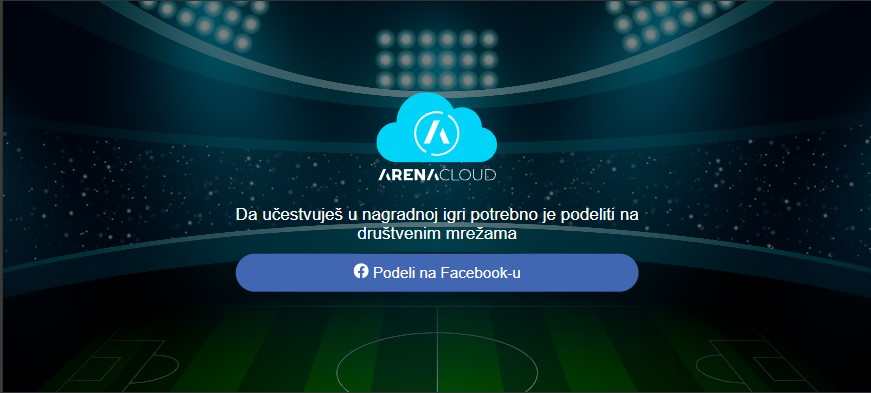 ARENACLOUD
Da učestvuješ u nagradnoj igri potrebno je podeliti na
društvenim mrežama
Podeli na Facebook-u